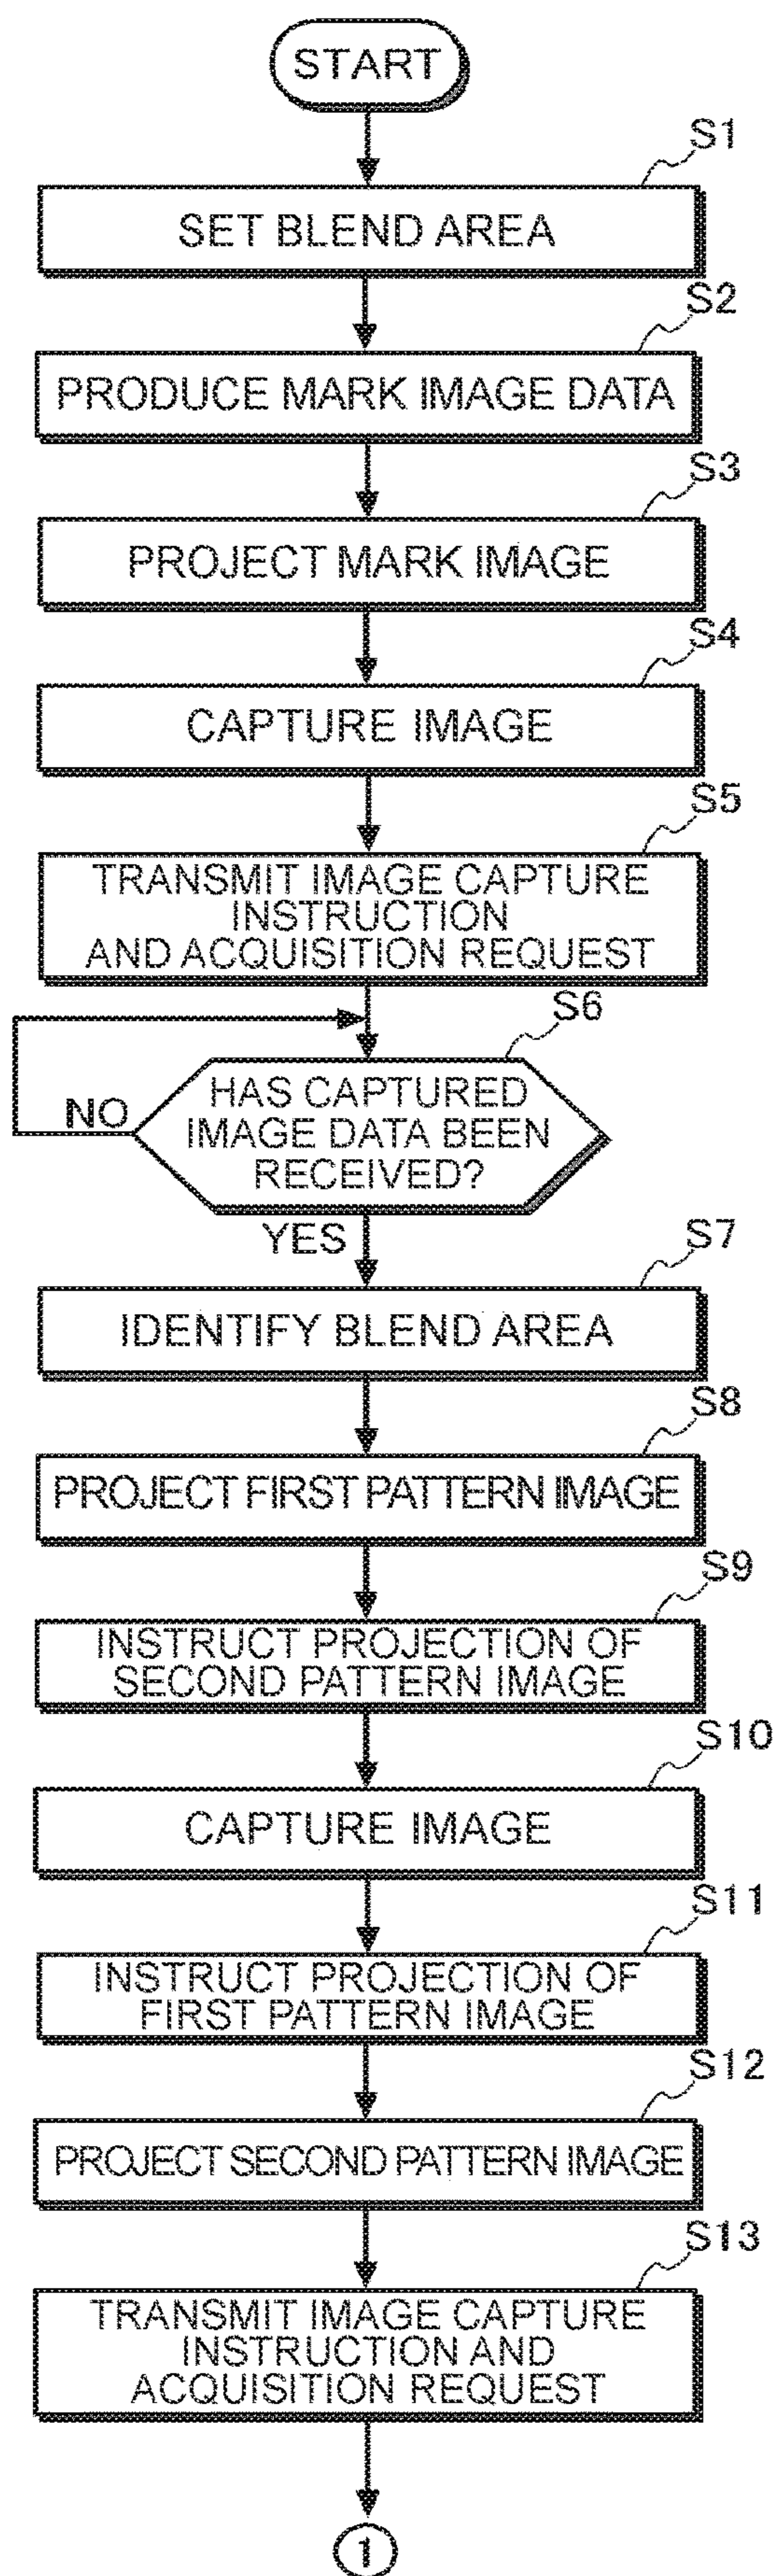 START
S1
SET BLEND AREA
S2
PRODUCE MARK IMAGE DATA
S3
PROJECT MARK IMAGE
S4
CAPTURE IMAGE
S5
TRANSMIT IMAGE CAPTURE
INSTRUCTION
AND ACQUISITION REQUEST
S6
HAS CAPTURED
IMAGE DATA BEEN
RECEIVED?
NO
YES
S7
IDENTIFY BLEND AREA
S8
PROJECT FIRST PATTERN IMAGE
S9
INSTRUCT PROJECTION OF
SECOND PATTERN IMAGE
S10
CAPTURE IMAGE
S11
INSTRUCT PROJECTION OF
FIRST PATTERN IMAGE
S12
PROJECT SECOND PATTERN IMAGE
S13
TRANSMIT IMAGE CAPTURE
INSTRUCTION AND
ACQUISITION REQUEST
1